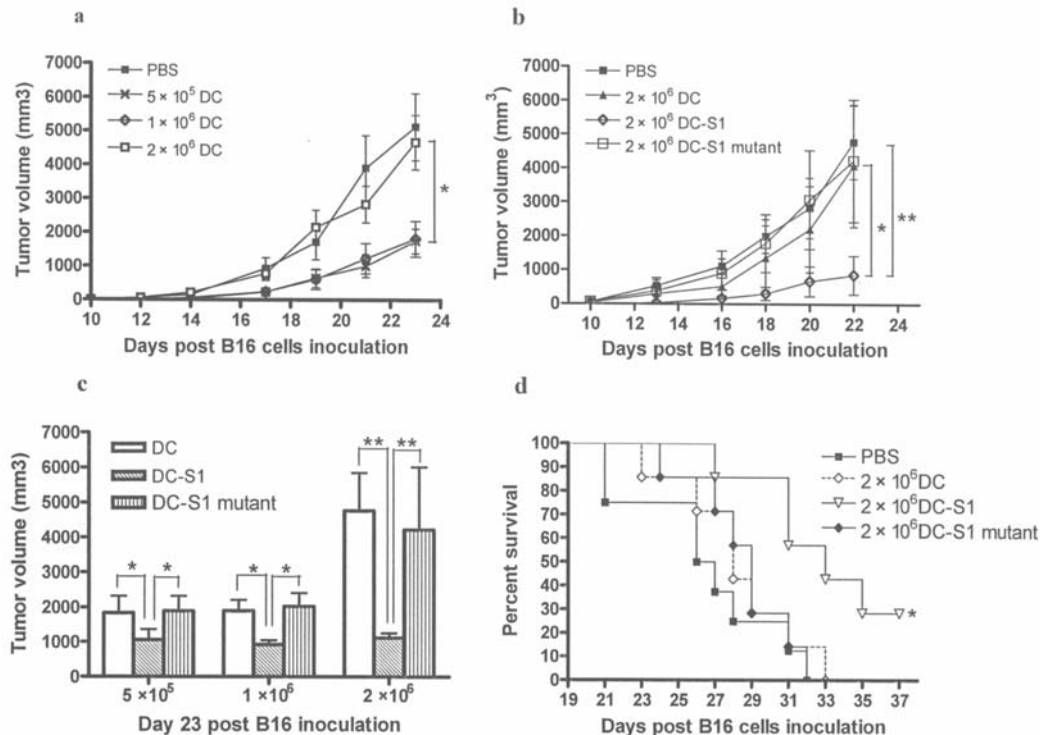 a
Tumor volume (mm3)
7000
6000
5000
4000
3000
2000
1000
0
PBS
5 × 10⁵ DC
1 × 10⁶ DC
2 × 10⁶ DC
*
10 12 14 16 18 20 22 24
Days post B16 cells inoculation
b
Tumor volume (mm³)
7000
6000
5000
4000
3000
2000
1000
0
PBS
2 × 10⁶ DC
2 × 10⁶ DC-S1
2 × 10⁶ DC-S1 mutant
* **
10 12 14 16 18 20 22 24
Days post B16 cells inoculation
c
Tumor volume (mm3)
7000
6000
5000
4000
3000
2000
1000
0
DC
DC-S1
DC-S1 mutant
* * * * ** **
5 ×10⁵ 1 ×10⁶ 2 ×10⁶
Day 23 post B16 inoculation
d
Percent survival
100
90
80
70
60
50
40
30
20
10
0
PBS
2 × 10⁶DC
2 × 10⁶DC-S1
2 × 10⁶DC-S1 mutant
*
19 21 23 25 27 29 31 33 35 37
Days post B16 cells inoculation